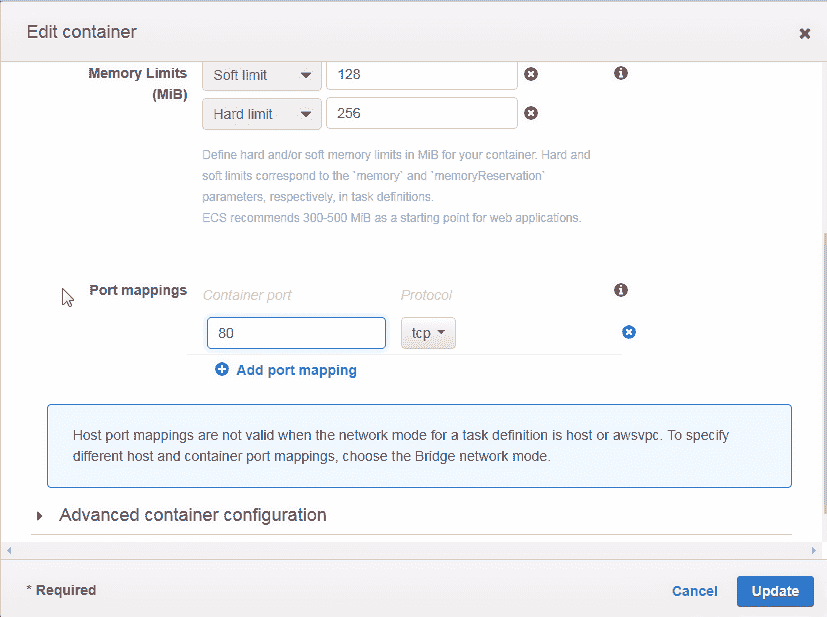 Edit container
Memory Limits
(MiB)
Soft limit
128
Hard limit
256
Define hard and/or soft memory limits in MiB for your container. Hard and
soft limits correspond to the `memory` and `memoryReservation`
parameters, respectively, in task definitions.
ECS recommends 300-500 MiB as a starting point for web applications.
Port mappings
Container port
Protocol
80
tcp
Add port mapping
Host port mappings are not valid when the network mode for a task definition is host or awsvpc. To specify
different host and container port mappings, choose the Bridge network mode.
Advanced container configuration
* Required
Cancel
Update